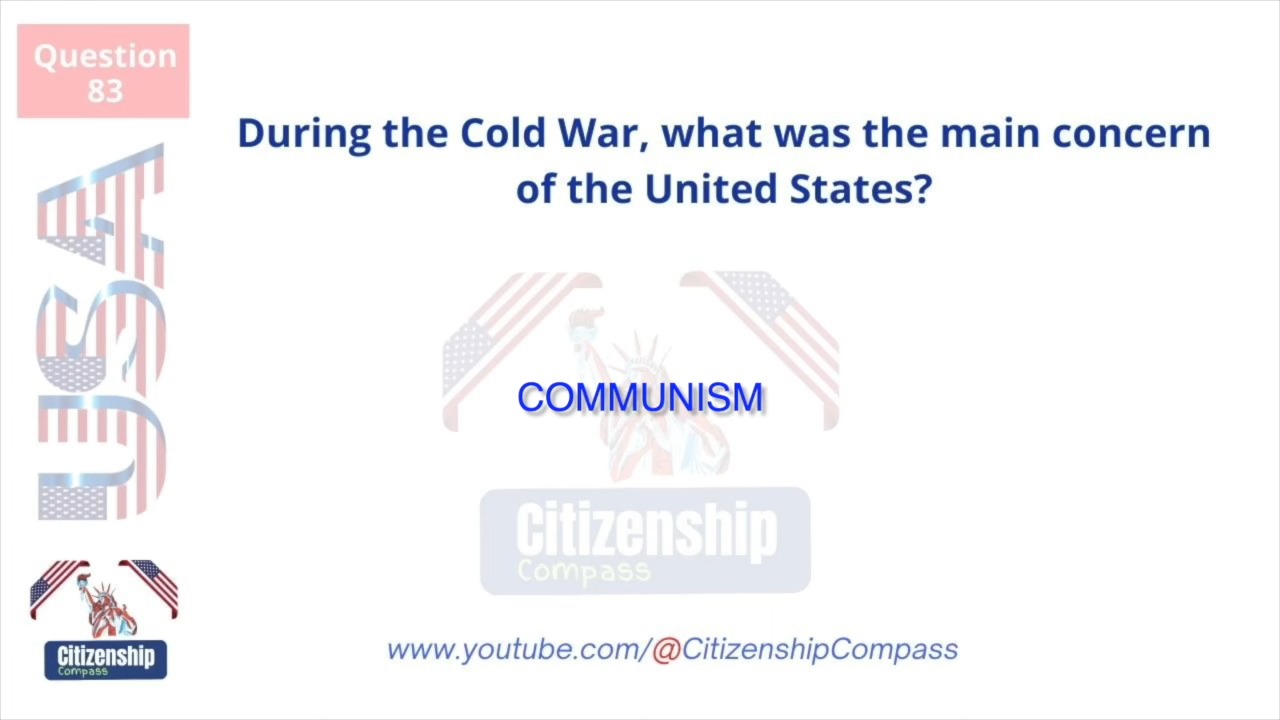 Question
83
During the Cold War, what was the main concern
of the United States?
USA
COMMUNISM
Citizenship
Compass
Citizenship
Compass
www.youtube.com/@CitizenshipCompass